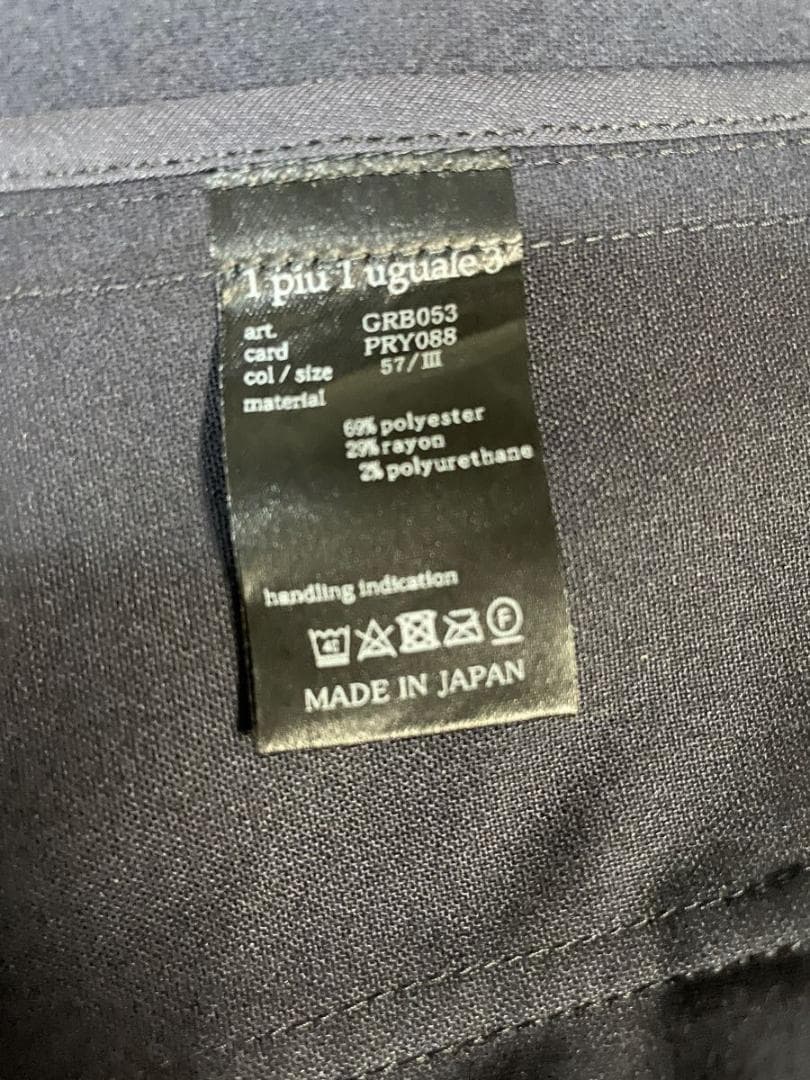 1 piu 1 uguale 3
art. GRB053
card PRY088
col / size 57/III
material
69% polyester
29% rayon
2% polyurethane
handling indication
F
MADE IN JAPAN